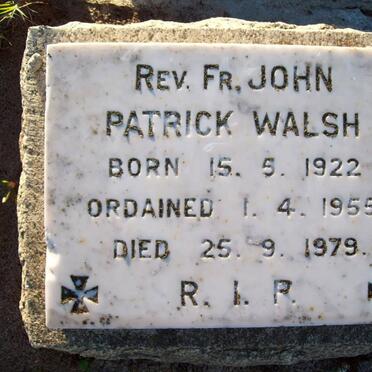 REV. FR. JOHN
PATRICK WALSH
BORN 15. 5. 1922
ORDAINED 1. 4. 1955
DIED 25. 9. 1979.
R. I. P.